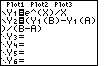 Plot1 Plot2 Plot3
\Y₁=e^(X)/X
\Y₂=(Y₁(B)-Y₁(A)
)/(B-A)
\Y₃=
\Y₄=
\Y₅=
\Y₆=